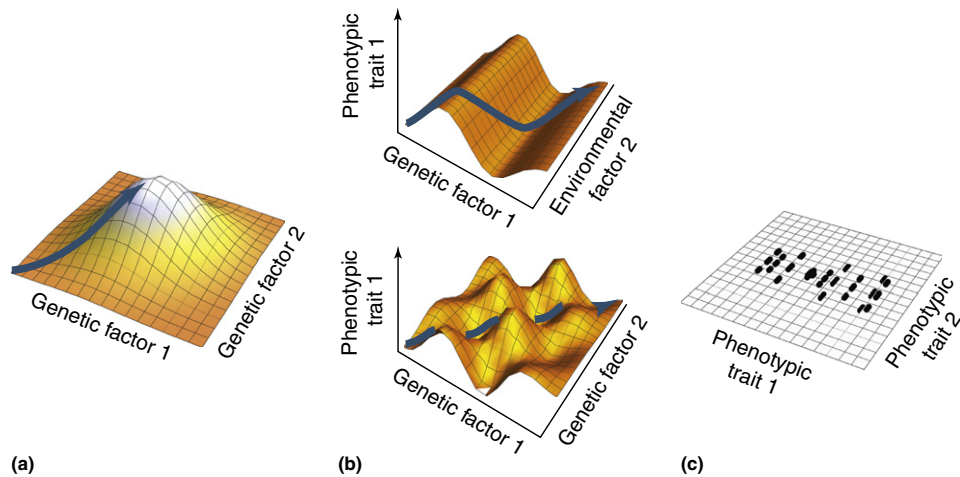 Genetic factor 1
Genetic factor 2
(a)
Phenotypic
trait 1
Genetic factor 1
Environmental
factor 2
Phenotypic
trait 1
Genetic factor 1
Genetic factor 2
(b)
Phenotypic
trait 1
Phenotypic
trait 2
(c)